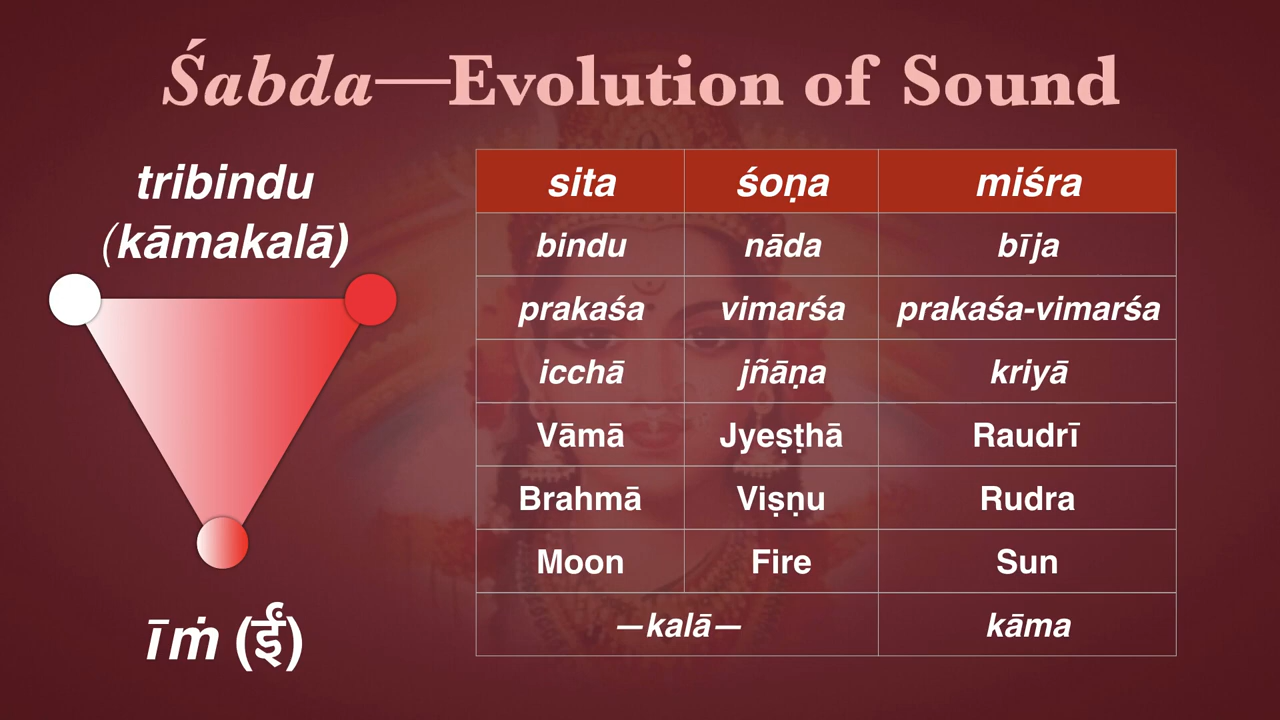 Śabda—Evolution of Sound
tribindu
(kāmakalā)
īṁ (ईं)
sita śoṇa miśra
bindu nāda bīja
prakaśa vimarśa prakaśa-vimarśa
icchā jñāṇa kriyā
Vāmā Jyeṣṭhā Raudrī
Brahmā Viṣṇu Rudra
Moon Fire Sun
—kalā— kāma